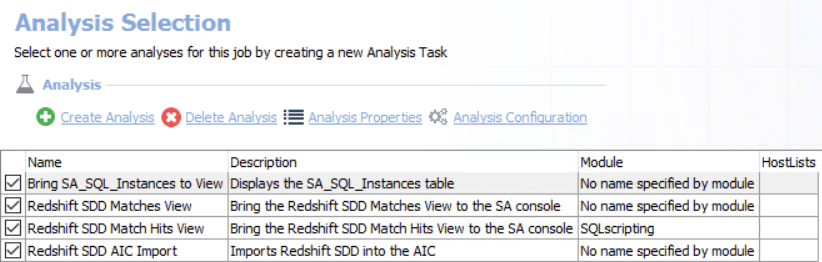 Analysis Selection
Select one or more analyses for this job by creating a new Analysis Task
Analysis
Create Analysis Delete Analysis Analysis Properties Analysis Configuration
Name Description Module HostLists
Bring SA_SQL_Instances to View Displays the SA_SQL_Instances table No name specified by module
Redshift SDD Matches View Bring the Redshift SDD Matches View to the SA console No name specified by module
Redshift SDD Match Hits View Bring the Redshift SDD Match Hits View to the SA console SQLscripting
Redshift SDD AIC Import Imports Redshift SDD into the AIC No name specified by module